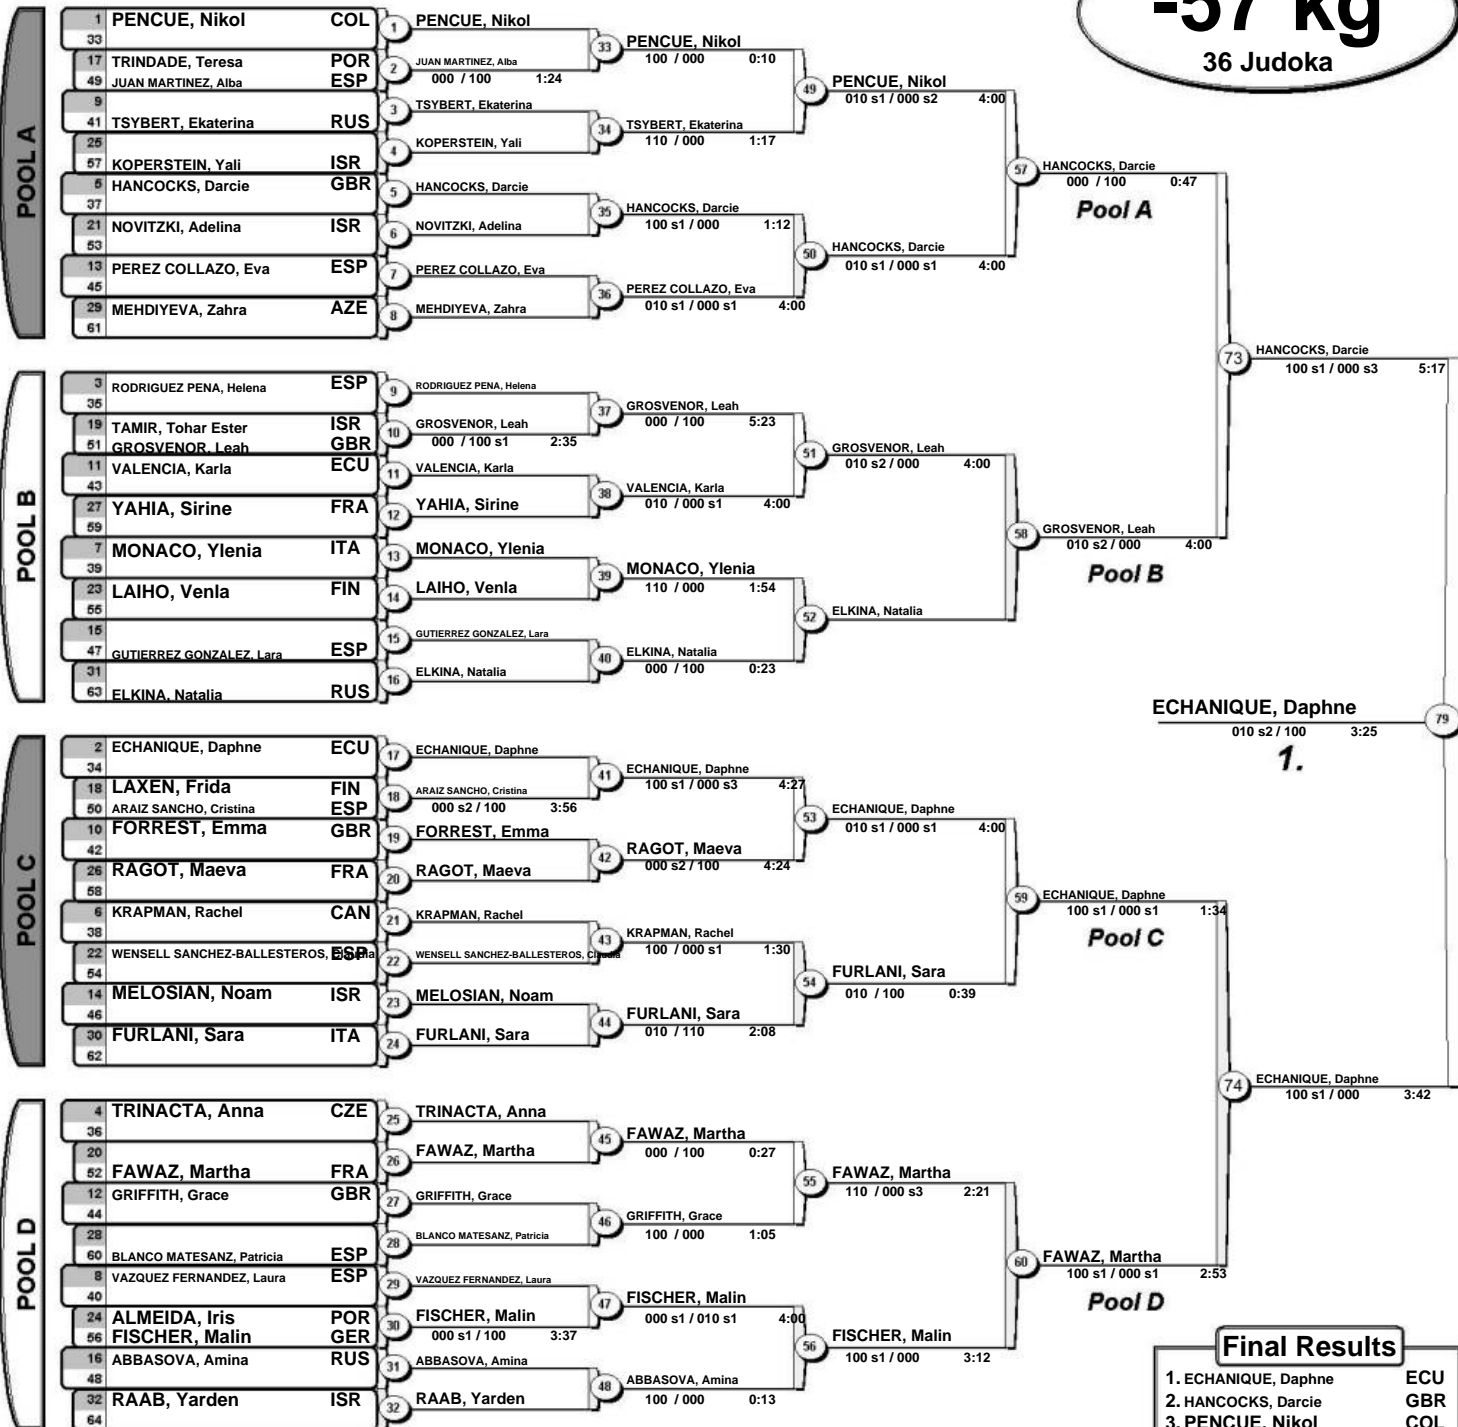 -57 kg
36 Judoka
POOL A
1 PENCUE, Nikol COL
33
17 TRINDADE, Teresa POR
49 JUAN MARTINEZ, Alba ESP
9
41 TSYBERT, Ekaterina RUS
25
57 KOPERSTEIN, Yali ISR
5 HANCOCKS, Darcie GBR
37
21 NOVITZKI, Adelina ISR
53
13 PEREZ COLLAZO, Eva ESP
45
29 MEHDIYEVA, Zahra AZE
61
1 PENCUE, Nikol
2 JUAN MARTINEZ, Alba
000 / 100 1:24
3 TSYBERT, Ekaterina
4 KOPERSTEIN, Yali
5 HANCOCKS, Darcie
6 NOVITZKI, Adelina
7 PEREZ COLLAZO, Eva
8 MEHDIYEVA, Zahra
33 PENCUE, Nikol
100 / 000 0:10
34 TSYBERT, Ekaterina
110 / 000 1:17
35 HANCOCKS, Darcie
100 s1 / 000 1:12
36 PEREZ COLLAZO, Eva
010 s1 / 000 s1 4:00
49 PENCUE, Nikol
010 s1 / 000 s2 4:00
50 HANCOCKS, Darcie
010 s1 / 000 s1 4:00
57 HANCOCKS, Darcie
000 / 100 0:47
Pool A
POOL B
3 RODRIGUEZ PENA, Helena ESP
35
19 TAMIR, Tohar Ester ISR
51 GROSVENOR, Leah GBR
11 VALENCIA, Karla ECU
43
27 YAHIA, Sirine FRA
59
7 MONACO, Ylenia ITA
39
23 LAIHO, Venla FIN
55
15
47 GUTIERREZ GONZALEZ, Lara ESP
31
63 ELKINA, Natalia RUS
9 RODRIGUEZ PENA, Helena
10 GROSVENOR, Leah
000 / 100 s1 2:35
11 VALENCIA, Karla
12 YAHIA, Sirine
13 MONACO, Ylenia
14 LAIHO, Venla
15 GUTIERREZ GONZALEZ, Lara
16 ELKINA, Natalia
37 GROSVENOR, Leah
000 / 100 5:23
38 VALENCIA, Karla
010 / 000 s1 4:00
39 MONACO, Ylenia
110 / 000 1:54
40 ELKINA, Natalia
000 / 100 0:23
51 GROSVENOR, Leah
010 s2 / 000 4:00
52 ELKINA, Natalia
58 GROSVENOR, Leah
010 s2 / 000 4:00
Pool B
73 HANCOCKS, Darcie
100 s1 / 000 s3 5:17
ECHANIQUE, Daphne 79
010 s2 / 100 3:25
1.
POOL C
2 ECHANIQUE, Daphne ECU
34
18 LAXEN, Frida FIN
50 ARAIZ SANCHO, Cristina ESP
10 FORREST, Emma GBR
42
26 RAGOT, Maeva FRA
58
6 KRAPMAN, Rachel CAN
38
22 WENSELL SANCHEZ-BALLESTEROS, Claudia ESP
54
14 MELOSIAN, Noam ISR
46
30 FURLANI, Sara ITA
62
17 ECHANIQUE, Daphne
18 ARAIZ SANCHO, Cristina
000 s2 / 100 3:56
19 FORREST, Emma
20 RAGOT, Maeva
21 KRAPMAN, Rachel
22 WENSELL SANCHEZ-BALLESTEROS, Claudia
23 MELOSIAN, Noam
24 FURLANI, Sara
41 ECHANIQUE, Daphne
100 s1 / 000 s3 4:27
42 RAGOT, Maeva
000 s2 / 100 4:24
43 KRAPMAN, Rachel
100 / 000 s1 1:30
44 FURLANI, Sara
010 / 110 2:08
53 ECHANIQUE, Daphne
010 s1 / 000 s1 4:00
54 FURLANI, Sara
010 / 100 0:39
59 ECHANIQUE, Daphne
100 s1 / 000 s1 1:34
Pool C
POOL D
4 TRINACTA, Anna CZE
36
20
52 FAWAZ, Martha FRA
12 GRIFFITH, Grace GBR
44
28
60 BLANCO MATESANZ, Patricia ESP
8 VAZQUEZ FERNANDEZ, Laura ESP
40
24 ALMEIDA, Iris POR
56 FISCHER, Malin GER
16 ABBASOVA, Amina RUS
48
32 RAAB, Yarden ISR
64
25 TRINACTA, Anna
26 FAWAZ, Martha
27 GRIFFITH, Grace
28 BLANCO MATESANZ, Patricia
29 VAZQUEZ FERNANDEZ, Laura
30 FISCHER, Malin
000 s1 / 100 3:37
31 ABBASOVA, Amina
32 RAAB, Yarden
45 FAWAZ, Martha
000 / 100 0:27
46 GRIFFITH, Grace
100 / 000 1:05
47 FISCHER, Malin
000 s1 / 010 s1 4:00
48 ABBASOVA, Amina
100 / 000 0:13
55 FAWAZ, Martha
110 / 000 s3 2:21
56 FISCHER, Malin
100 s1 / 000 3:12
60 FAWAZ, Martha
100 s1 / 000 s1 2:53
Pool D
74 ECHANIQUE, Daphne
100 s1 / 000 3:42
Final Results
1. ECHANIQUE, Daphne ECU
2. HANCOCKS, Darcie GBR
3. PENCUE, Nikol COL